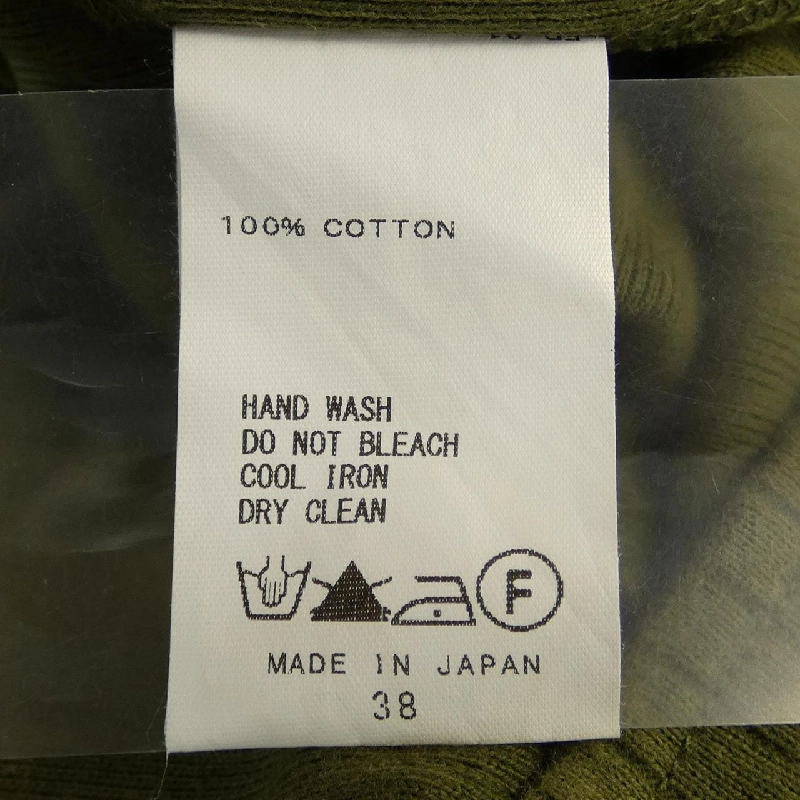 100% COTTON
HAND WASH
DO NOT BLEACH
COOL IRON
DRY CLEAN
F
MADE IN JAPAN
38